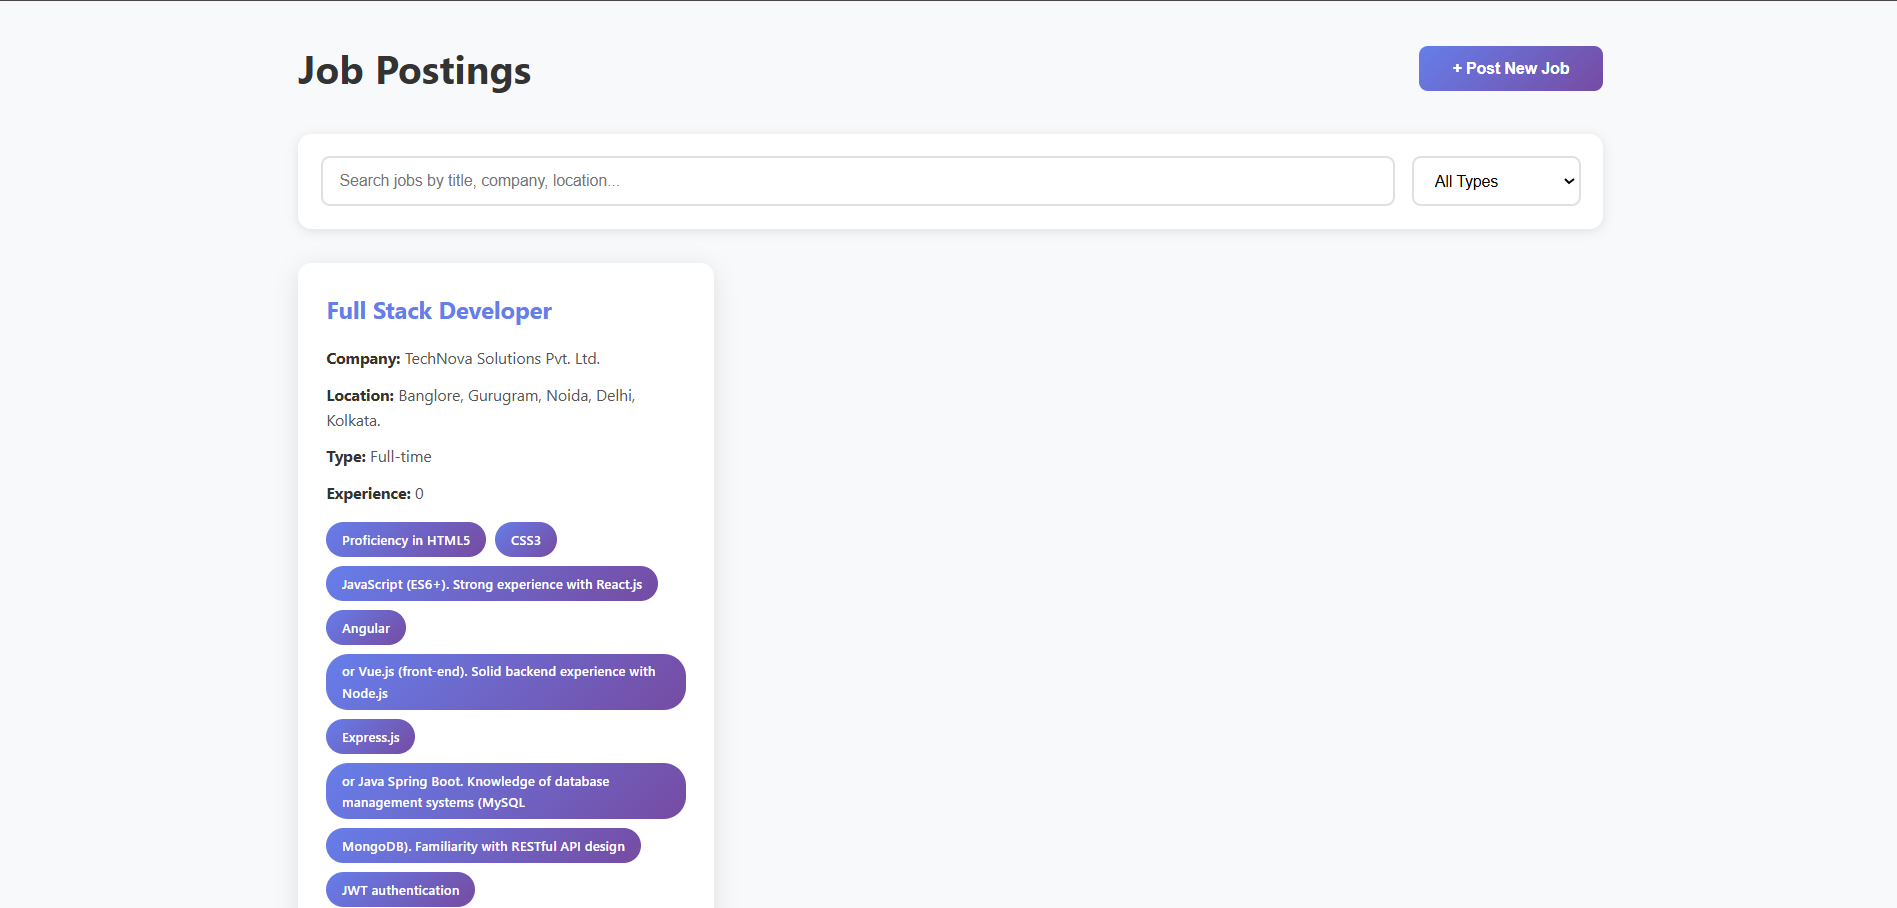 Job Postings
+ Post New Job
Search jobs by title, company, location...
All Types
Full Stack Developer
Company: TechNova Solutions Pvt. Ltd.
Location: Banglore, Gurugram, Noida, Delhi,
Kolkata.
Type: Full-time
Experience: 0
Proficiency in HTML5
CSS3
JavaScript (ES6+). Strong experience with React.js
Angular
or Vue.js (front-end). Solid backend experience with
Node.js
Express.js
or Java Spring Boot. Knowledge of database
management systems (MySQL
MongoDB). Familiarity with RESTful API design
JWT authentication